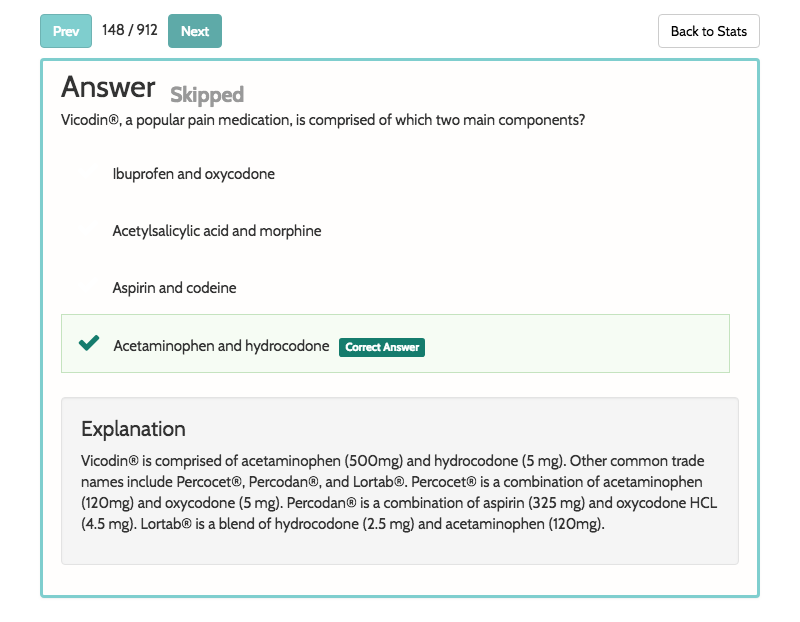 Prev 148 / 912 Next Back to Stats
Answer Skipped
Vicodin®, a popular pain medication, is comprised of which two main components?
Ibuprofen and oxycodone
Acetylsalicylic acid and morphine
Aspirin and codeine
Acetaminophen and hydrocodone Correct Answer
Explanation
Vicodin® is comprised of acetaminophen (500mg) and hydrocodone (5 mg). Other common trade
names include Percocet®, Percodan®, and Lortab®. Percocet® is a combination of acetaminophen
(120mg) and oxycodone (5 mg). Percodan® is a combination of aspirin (325 mg) and oxycodone HCL
(4.5 mg). Lortab® is a blend of hydrocodone (2.5 mg) and acetaminophen (120mg).